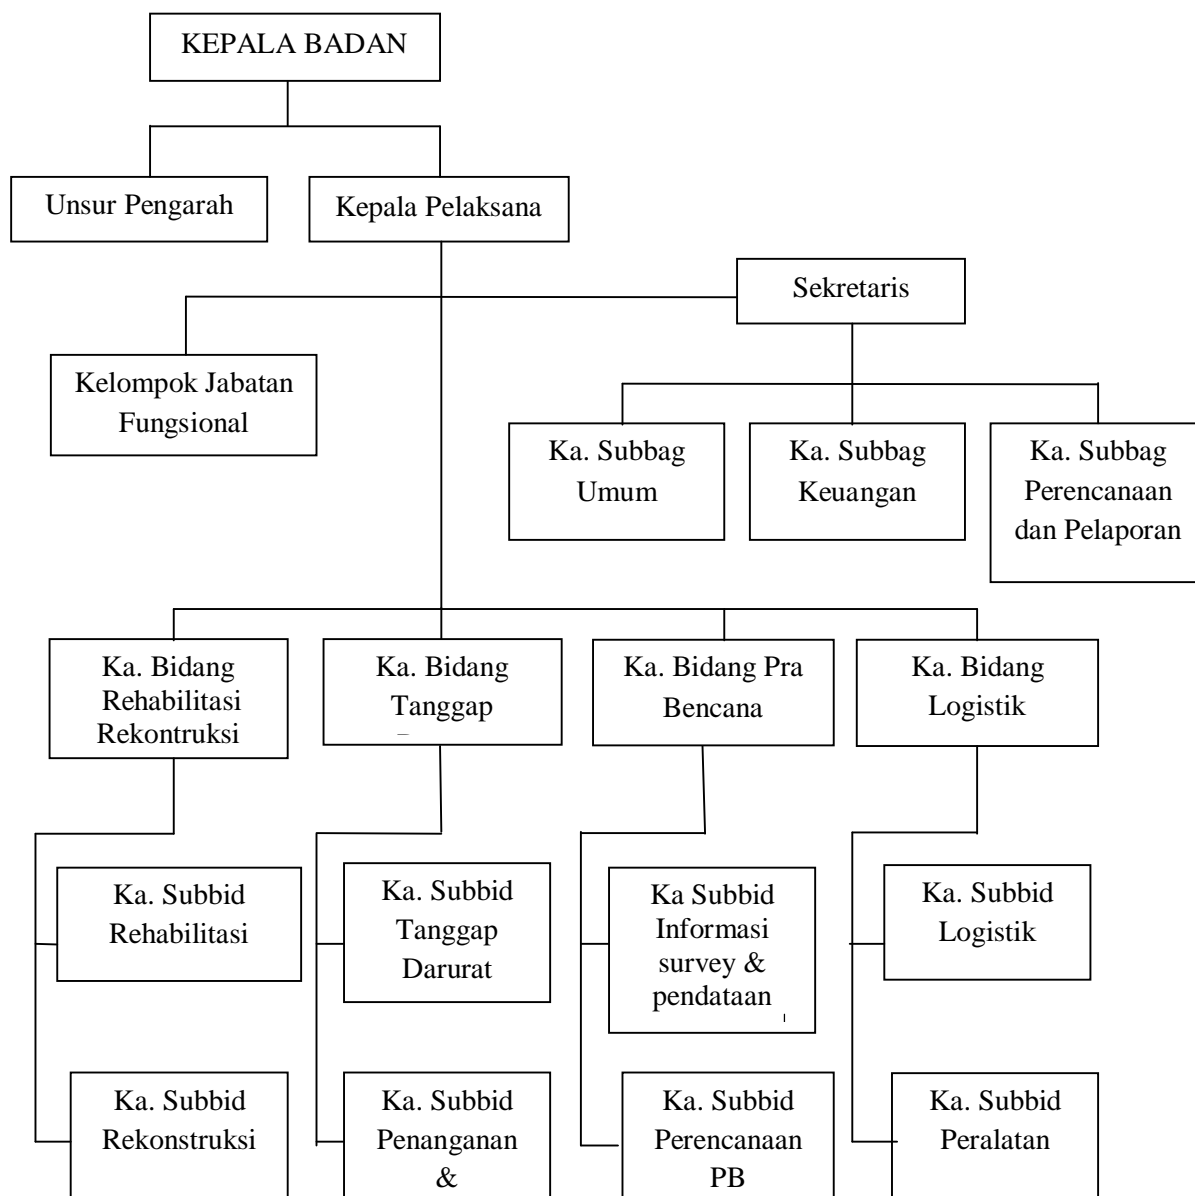 KEPALA BADAN
Unsur Pengarah
Kepala Pelaksana
Sekretaris
Kelompok Jabatan
Fungsional
Ka. Subbag
Umum
Ka. Subbag
Keuangan
Ka. Subbag
Perencanaan
dan Pelaporan
Ka. Bidang
Rehabilitasi
Rekontruksi
Ka. Bidang
Tanggap
Ka. Bidang Pra
Bencana
Ka. Bidang
Logistik
Ka. Subbid
Rehabilitasi
Ka. Subbid
Tanggap
Darurat
Ka Subbid
Informasi
survey &
pendataan
Ka. Subbid
Logistik
Ka. Subbid
Rekonstruksi
Ka. Subbid
Penanganan
&
Ka. Subbid
Perencanaan
PB
Ka. Subbid
Peralatan